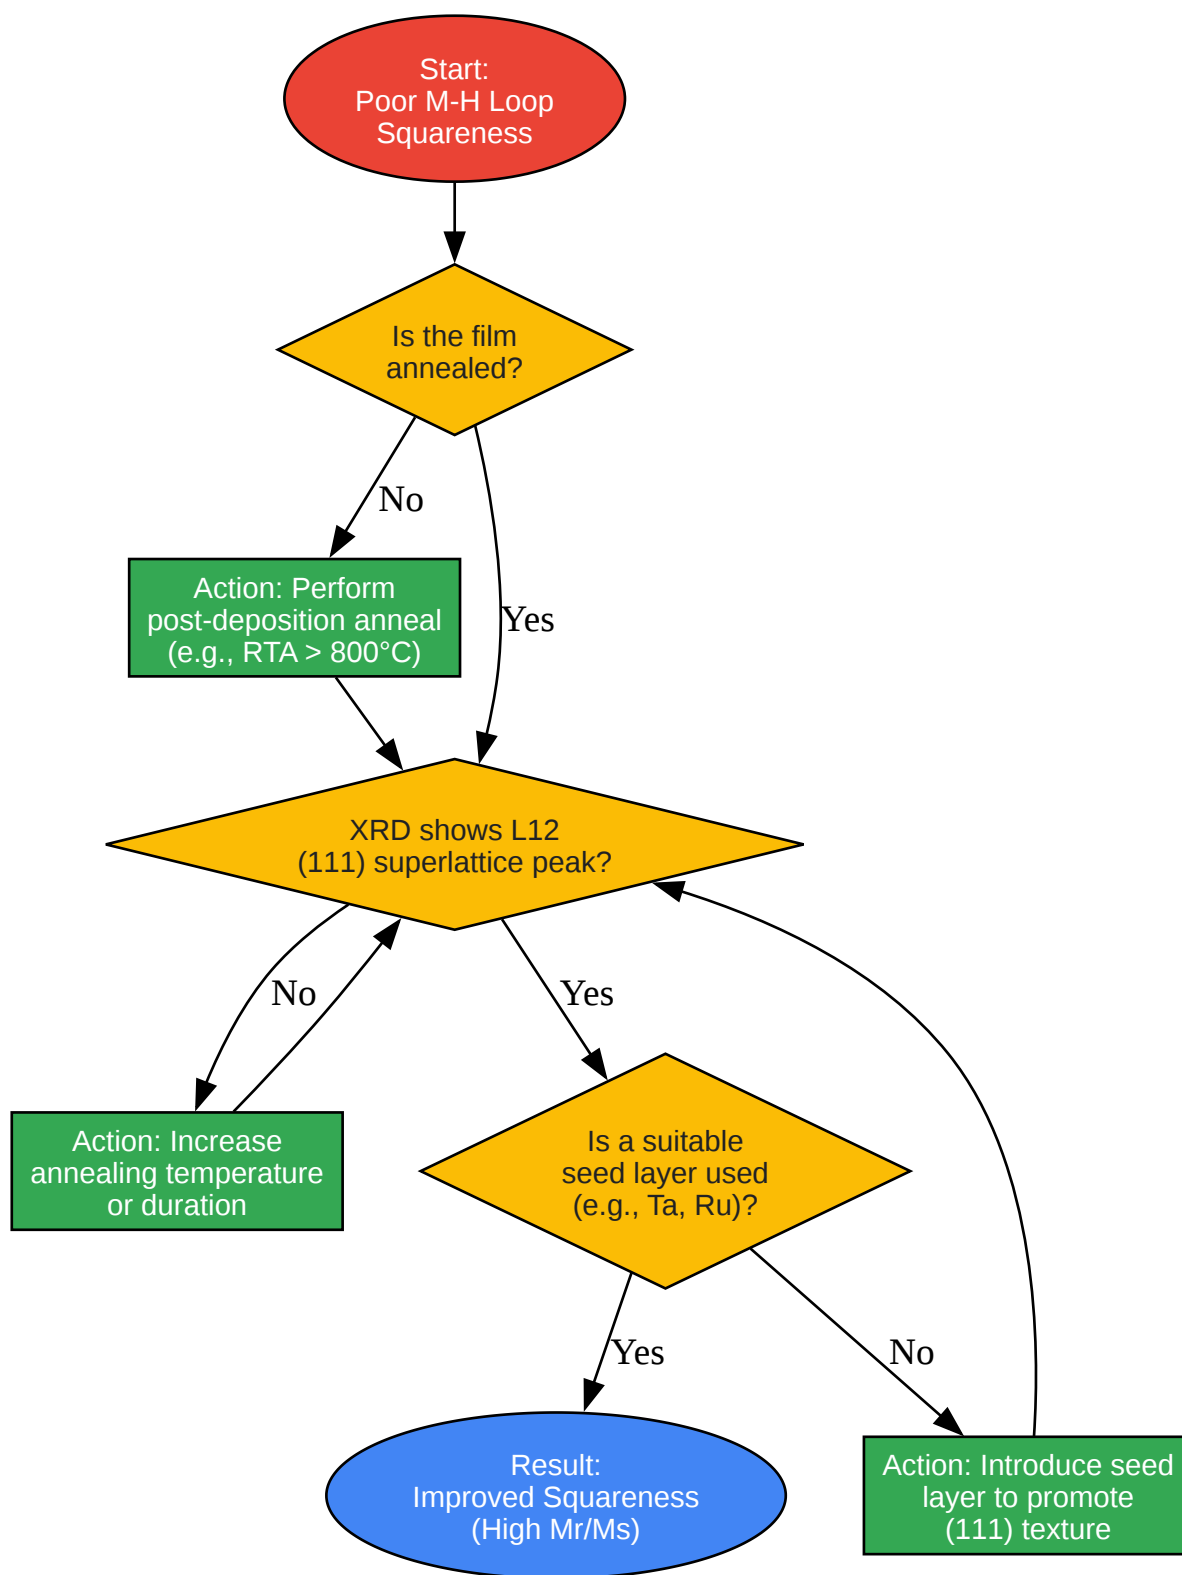 Start:
Poor M-H Loop
Squareness
Is the film
annealed?
No
Yes
Action: Perform
post-deposition anneal
(e.g., RTA > 800°C)
XRD shows L12
(111) superlattice peak?
No
Yes
Action: Increase
annealing temperature
or duration
Is a suitable
seed layer used
(e.g., Ta, Ru)?
Yes
No
Result:
Improved Squareness
(High Mr/Ms)
Action: Introduce seed
layer to promote
(111) texture